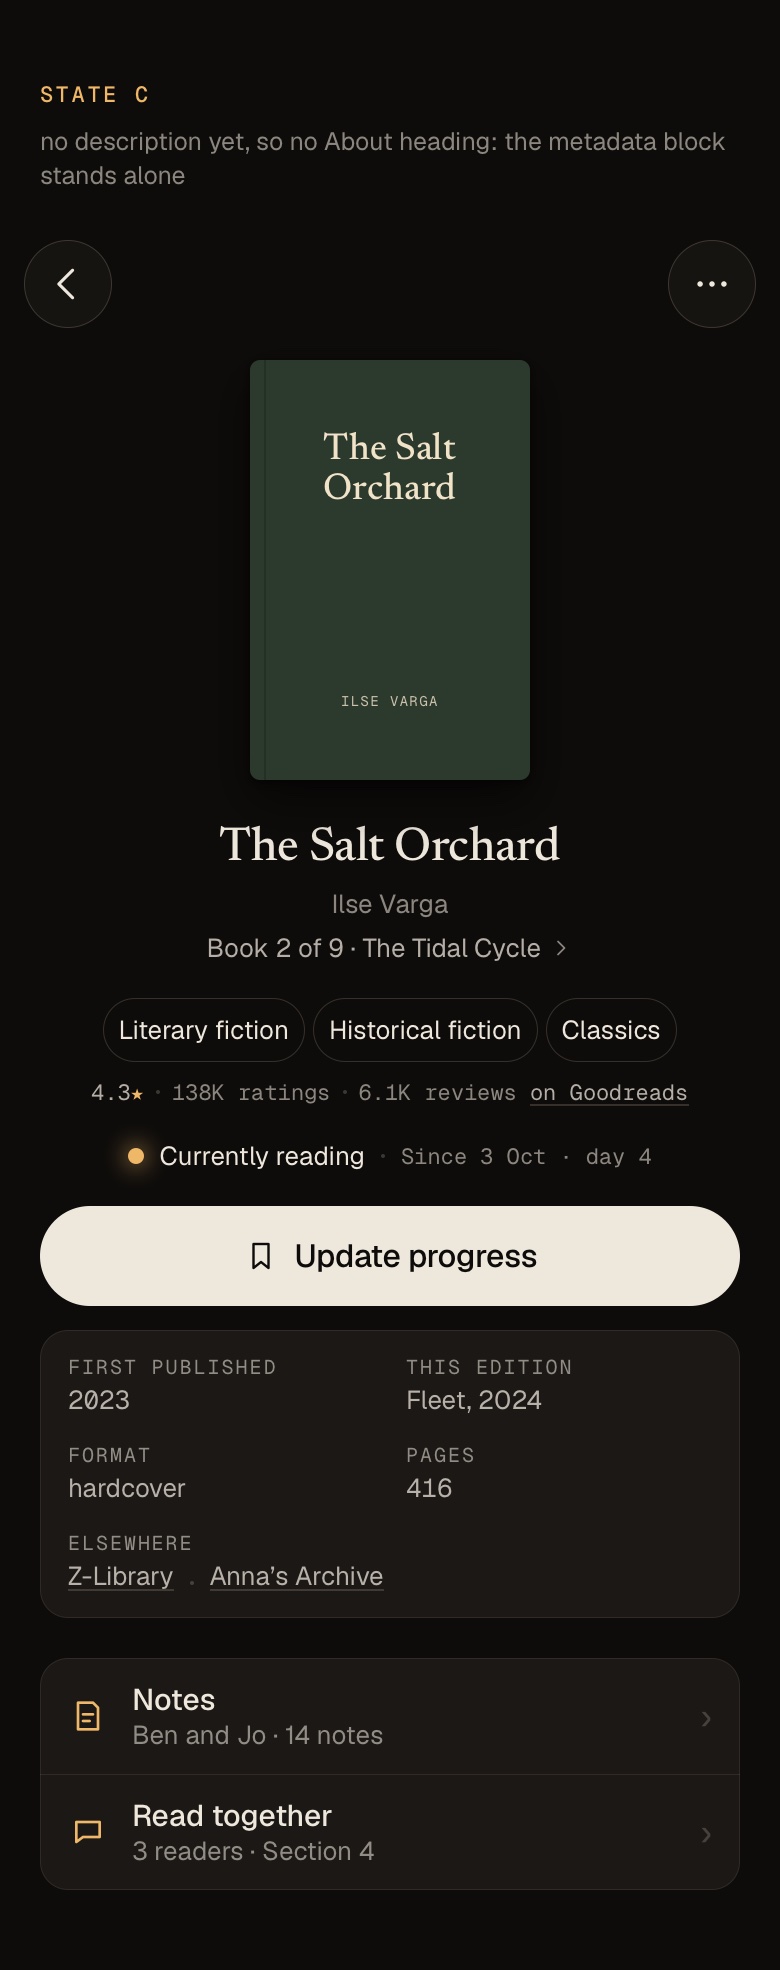 STATE C
no description yet, so no About heading: the metadata block
stands alone
The Salt
Orchard
ILSE VARGA
The Salt Orchard
Ilse Varga
Book 2 of 9 · The Tidal Cycle
Literary fiction Historical fiction Classics
4.3★ · 138K ratings · 6.1K reviews on Goodreads
Currently reading · Since 3 Oct · day 4
Update progress
FIRST PUBLISHED THIS EDITION
2023 Fleet, 2024
FORMAT PAGES
hardcover 416
ELSEWHERE
Z-Library · Anna’s Archive
Notes
Ben and Jo · 14 notes
Read together
3 readers · Section 4